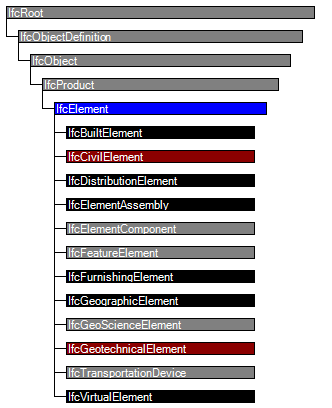 IfcRoot
IfcObjectDefinition
IfcObject
IfcProduct
IfcElement
IfcBuiltElement
IfcCivilElement
IfcDistributionElement
IfcElementAssembly
IfcElementComponent
IfcFeatureElement
IfcFurnishingElement
IfcGeographicElement
IfcGeoScienceElement
IfcGeotechnicalElement
IfcTransportationDevice
IfcVirtualElement